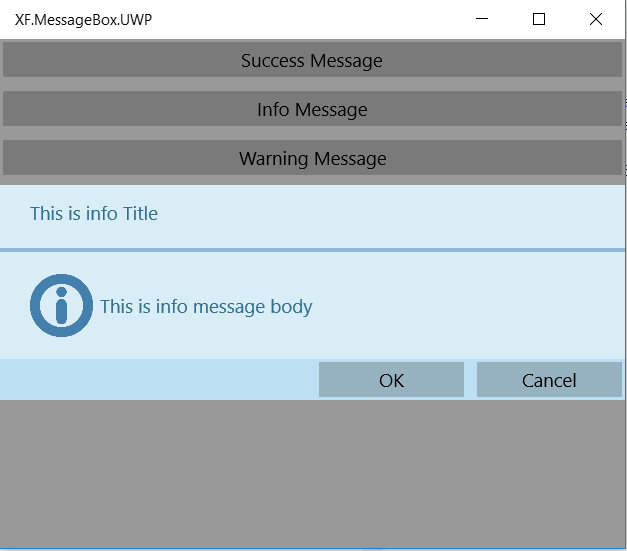 XF.MessageBox.UWP
Success Message
Info Message
Warning Message
This is info Title
This is info message body
OK
Cancel